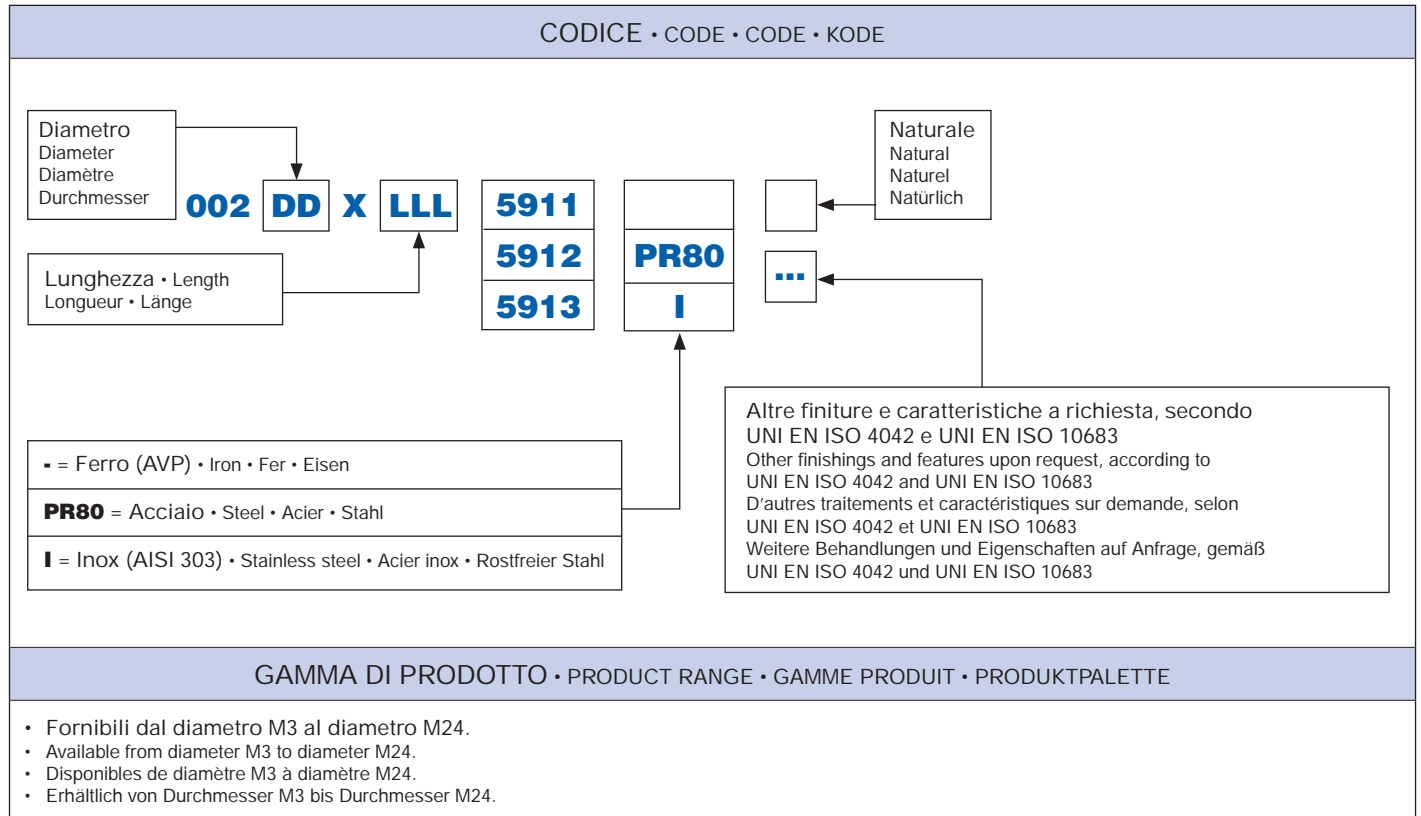 CODICE • CODE • CODE • KODE
Diametro
Diameter
Diamètre
Durchmesser
Naturale
Natural
Naturel
Natürlich
002 DD X LLL 5911
5912 PR80 ...
5913 I
Lunghezza • Length
Longueur • Länge
- = Ferro (AVP) • Iron • Fer • Eisen
PR80 = Acciaio • Steel • Acier • Stahl
I = Inox (AISI 303) • Stainless steel • Acier inox • Rostfreier Stahl
Altre finiture e caratteristiche a richiesta, secondo
UNI EN ISO 4042 e UNI EN ISO 10683
Other finishings and features upon request, according to
UNI EN ISO 4042 and UNI EN ISO 10683
D'autres traitements et caractéristiques sur demande, selon
UNI EN ISO 4042 et UNI EN ISO 10683
Weitere Behandlungen und Eigenschaften auf Anfrage, gemäß
UNI EN ISO 4042 und UNI EN ISO 10683
GAMMA DI PRODOTTO • PRODUCT RANGE • GAMME PRODUIT • PRODUKTPALETTE
• Fornibili dal diametro M3 al diametro M24.
• Available from diameter M3 to diameter M24.
• Disponibles de diamètre M3 à diamètre M24.
• Erhältlich von Durchmesser M3 bis Durchmesser M24.